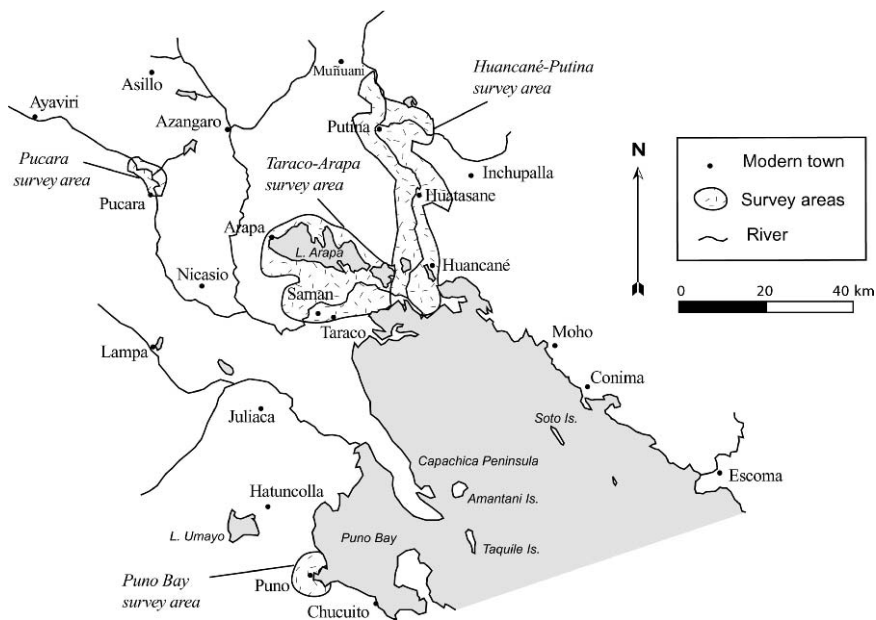 Muñuani
Huancané-Putina
survey area
Asillo
Ayaviri
Azangaro
Putina
Pucara
survey area
Taraco-Arapa
survey area
Inchupalla
Pucara
Huatasane
Arapa
L. Arapa
Huancané
Nicasio
Saman
Taraco
Moho
Lampa
Conima
Juliaca
Soto Is.
Capachica Peninsula
Escoma
Hatuncolla
Amantani Is.
L. Umayo
Puno Bay
Taquile Is.
Puno Bay
survey area
Puno
Chucuito
N
Modern town
Survey areas
River
0 20 40 km